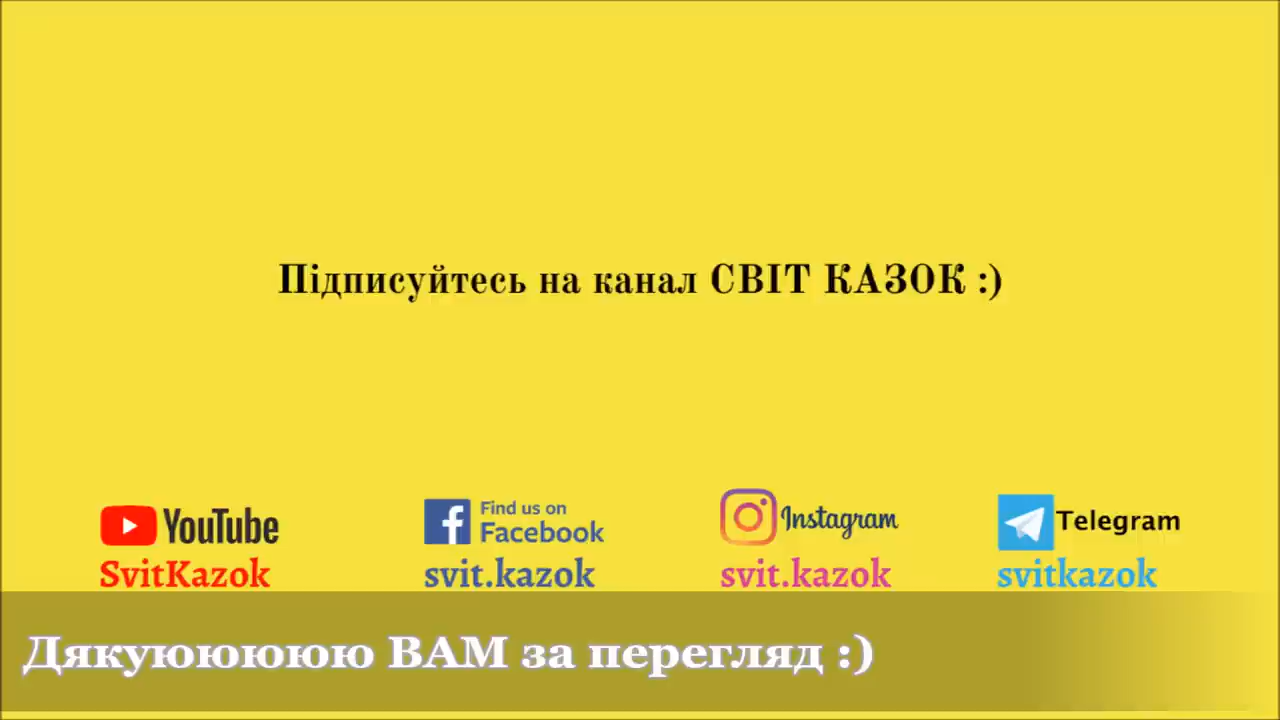 Підписуйтесь на канал СВІТ КАЗОК :)
YouTube
SvitKazok
Find us on
Facebook
svit.kazok
Instagram
svit.kazok
Telegram
svitkazok
Дякуюююююю ВАМ за перегляд :)